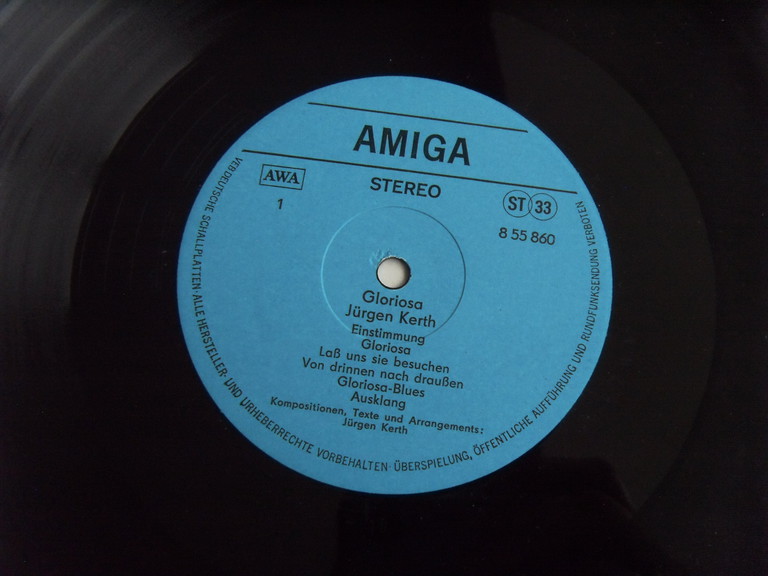 AMIGA
AWA
STEREO
ST 33
1
8 55 860
Gloriosa
Jürgen Kerth
Einstimmung
Gloriosa
Laß uns sie besuchen
Von drinnen nach draußen
Gloriosa-Blues
Ausklang
Kompositionen, Texte und Arrangements:
Jürgen Kerth
VEB DEUTSCHE SCHALLPLATTEN · ALLE HERSTELLER- UND URHEBERRECHTE VORBEHALTEN · ÜBERSPIELUNG, ÖFFENTLICHE AUFFÜHRUNG UND RUNDFUNKSENDUNG VERBOTEN